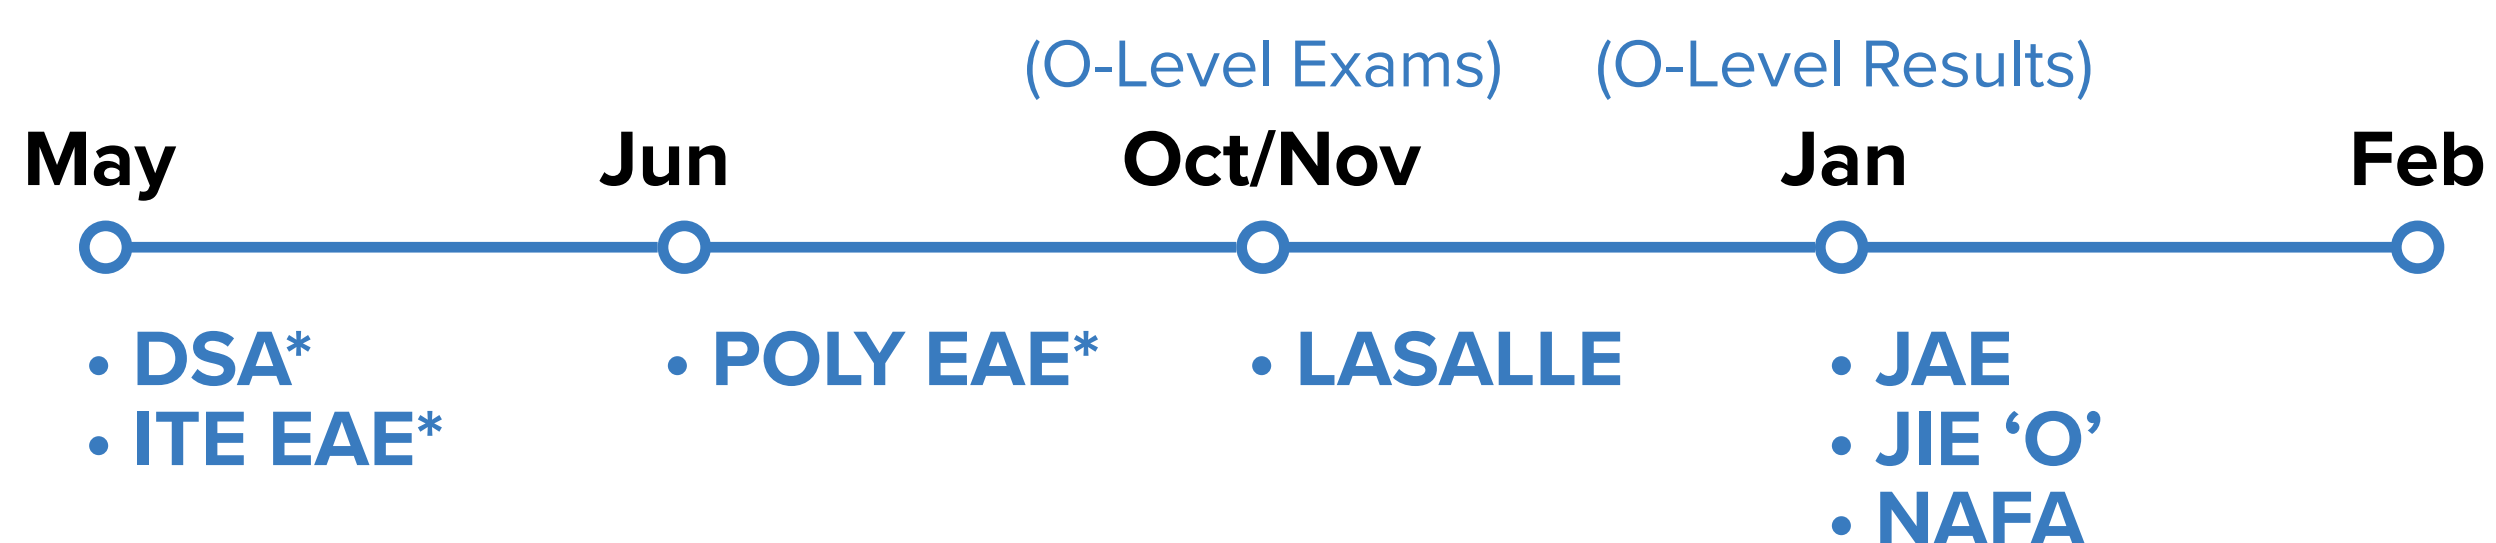 (O-Level Exams) (O-Level Results)
May Jun Oct/Nov Jan Feb
• DSA* • POLY EAE* • LASALLE • JAE
• ITE EAE* • JIE ‘O’
• NAFA